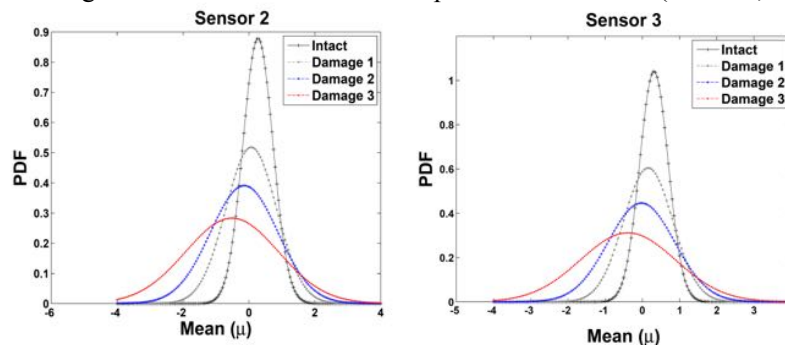 Sensor 2
0.9
0.8
0.7
0.6
0.5
0.4
0.3
0.2
0.1
0
PDF
Intact
Damage 1
Damage 2
Damage 3
-6 -4 -2 0 2 4
Mean (μ)
Sensor 3
1
0.8
0.6
0.4
0.2
0
PDF
Intact
Damage 1
Damage 2
Damage 3
-5 -4 -3 -2 -1 0 1 2 3
Mean (μ)